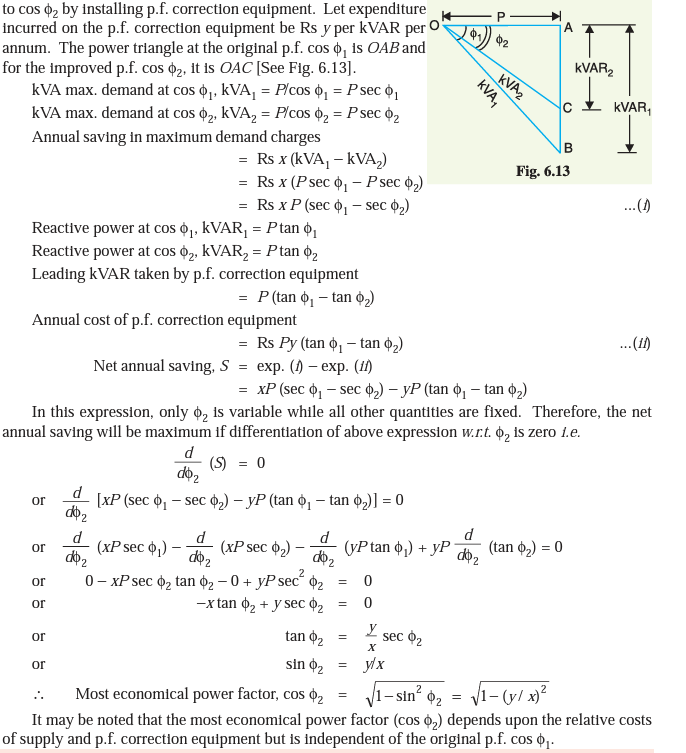 to cos ϕ₂ by installing p.f. correction equipment. Let expenditure
incurred on the p.f. correction equipment be Rs y per kVAR per
annum. The power triangle at the original p.f. cos ϕ₁ is OAB and
for the improved p.f. cos ϕ₂, it is OAC [See Fig. 6.13].
P
O
A
ϕ₁
ϕ₂
kVAR₂
kVA₂
kVA₁
C
kVAR₁
B
Fig. 6.13
kVA max. demand at cos ϕ₁, kVA₁ = P/cos ϕ₁ = P sec ϕ₁
kVA max. demand at cos ϕ₂, kVA₂ = P/cos ϕ₂ = P sec ϕ₂
Annual saving in maximum demand charges
= Rs x (kVA₁ – kVA₂)
= Rs x (P sec ϕ₁ – P sec ϕ₂)
= Rs x P (sec ϕ₁ – sec ϕ₂) ...(i)
Reactive power at cos ϕ₁, kVAR₁ = P tan ϕ₁
Reactive power at cos ϕ₂, kVAR₂ = P tan ϕ₂
Leading kVAR taken by p.f. correction equipment
= P (tan ϕ₁ – tan ϕ₂)
Annual cost of p.f. correction equipment
= Rs Py (tan ϕ₁ – tan ϕ₂) ...(ii)
Net annual saving, S = exp. (i) – exp. (ii)
= xP (sec ϕ₁ – sec ϕ₂) – yP (tan ϕ₁ – tan ϕ₂)
In this expression, only ϕ₂ is variable while all other quantities are fixed. Therefore, the net
annual saving will be maximum if differentiation of above expression w.r.t. ϕ₂ is zero i.e.
d/dϕ₂ (S) = 0
or d/dϕ₂ [xP (sec ϕ₁ – sec ϕ₂) – yP (tan ϕ₁ – tan ϕ₂)] = 0
or d/dϕ₂ (xP sec ϕ₁) – d/dϕ₂ (xP sec ϕ₂) – d/dϕ₂ (yP tan ϕ₁) + yP d/dϕ₂ (tan ϕ₂) = 0
or 0 – xP sec ϕ₂ tan ϕ₂ – 0 + yP sec² ϕ₂ = 0
or –x tan ϕ₂ + y sec ϕ₂ = 0
or tan ϕ₂ = y/x sec ϕ₂
or sin ϕ₂ = y/x
∴ Most economical power factor, cos ϕ₂ = √(1 – sin² ϕ₂) = √(1 – (y/x)²)
It may be noted that the most economical power factor (cos ϕ₂) depends upon the relative costs
of supply and p.f. correction equipment but is independent of the original p.f. cos ϕ₁.